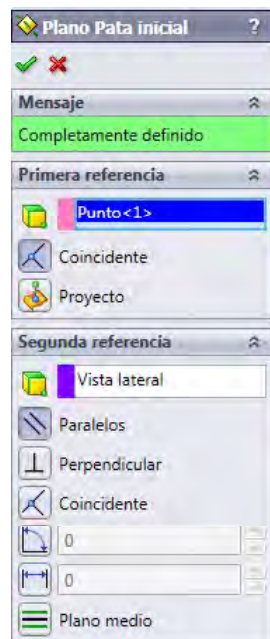 Plano Pata inicial ?
Mensaje
Completamente definido
Primera referencia
Punto<1>
Coincidente
Proyecto
Segunda referencia
Vista lateral
Paralelos
Perpendicular
Coincidente
0
0
Plano medio